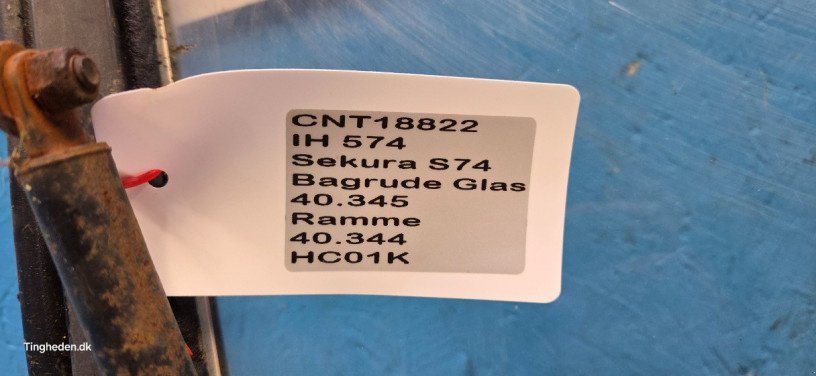 CNT18822
IH 574
Sekura S74
Bagrude Glas
40.345
Ramme
40.344
HC01K
Tingheden.dk